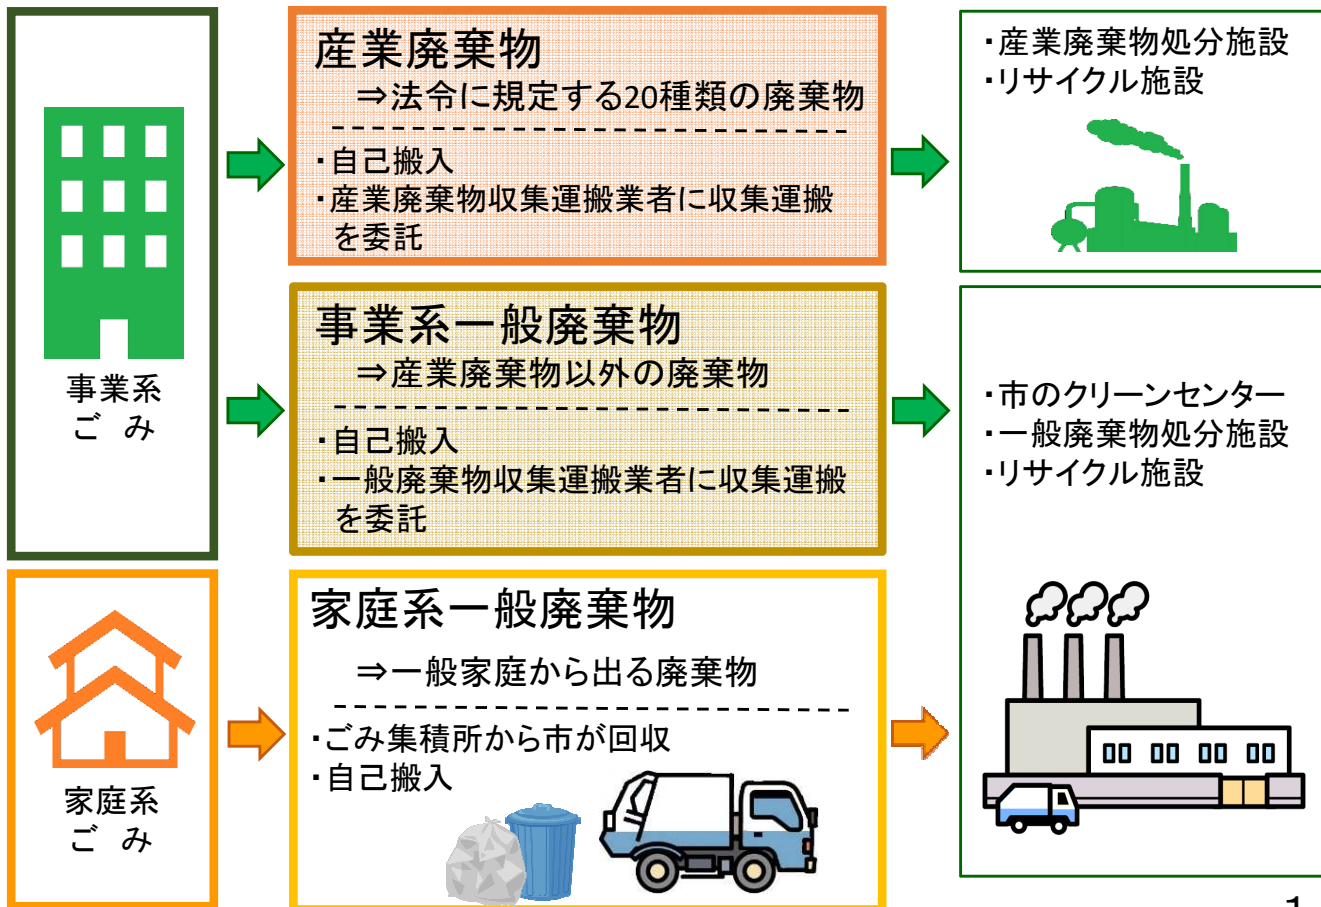 事業系
ご み
産業廃棄物
⇒法令に規定する20種類の廃棄物
・自己搬入
・産業廃棄物収集運搬業者に収集運搬
を委託
・産業廃棄物処分施設
・リサイクル施設
事業系一般廃棄物
⇒産業廃棄物以外の廃棄物
・自己搬入
・一般廃棄物収集運搬業者に収集運搬
を委託
・市のクリーンセンター
・一般廃棄物処分施設
・リサイクル施設
家庭系
ご み
家庭系一般廃棄物
⇒一般家庭から出る廃棄物
・ごみ集積所から市が回収
・自己搬入
1